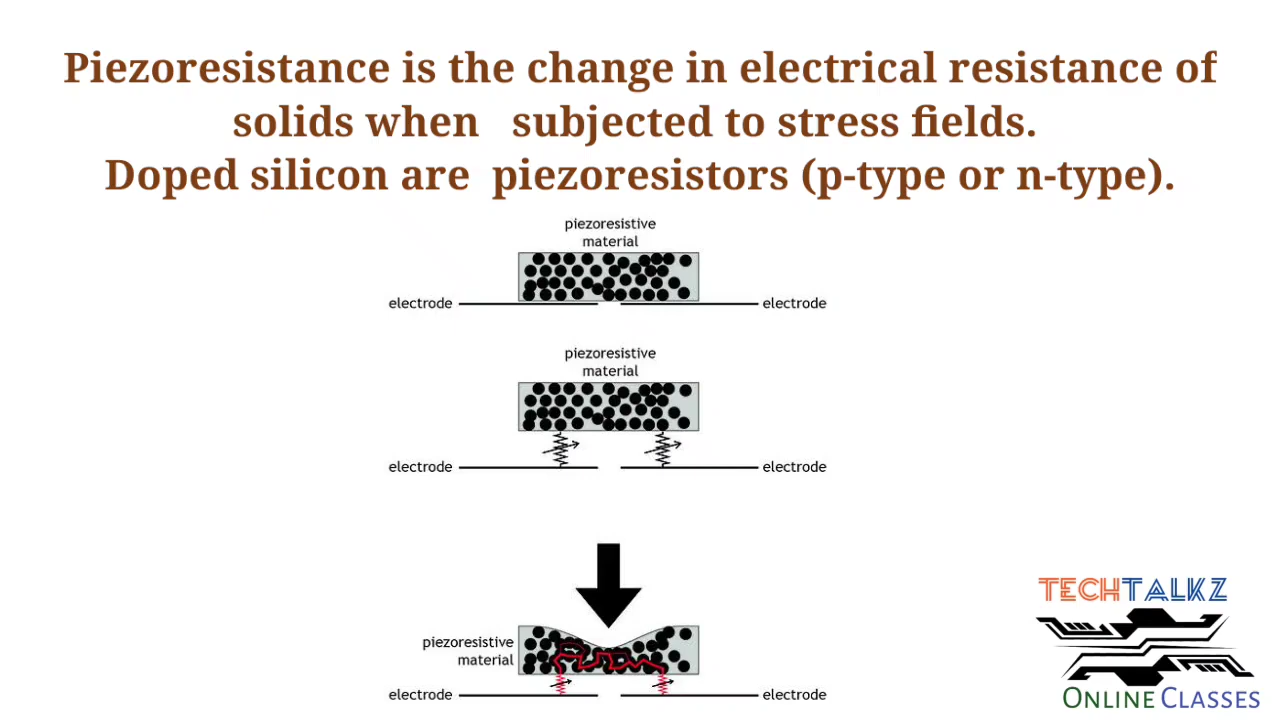 Piezoresistance is the change in electrical resistance of
solids when subjected to stress fields.
Doped silicon are piezoresistors (p-type or n-type).
piezoresistive
material
electrode
electrode
piezoresistive
material
electrode
electrode
piezoresistive
material
electrode
electrode
TECHTALKZ
ONLINE CLASSES